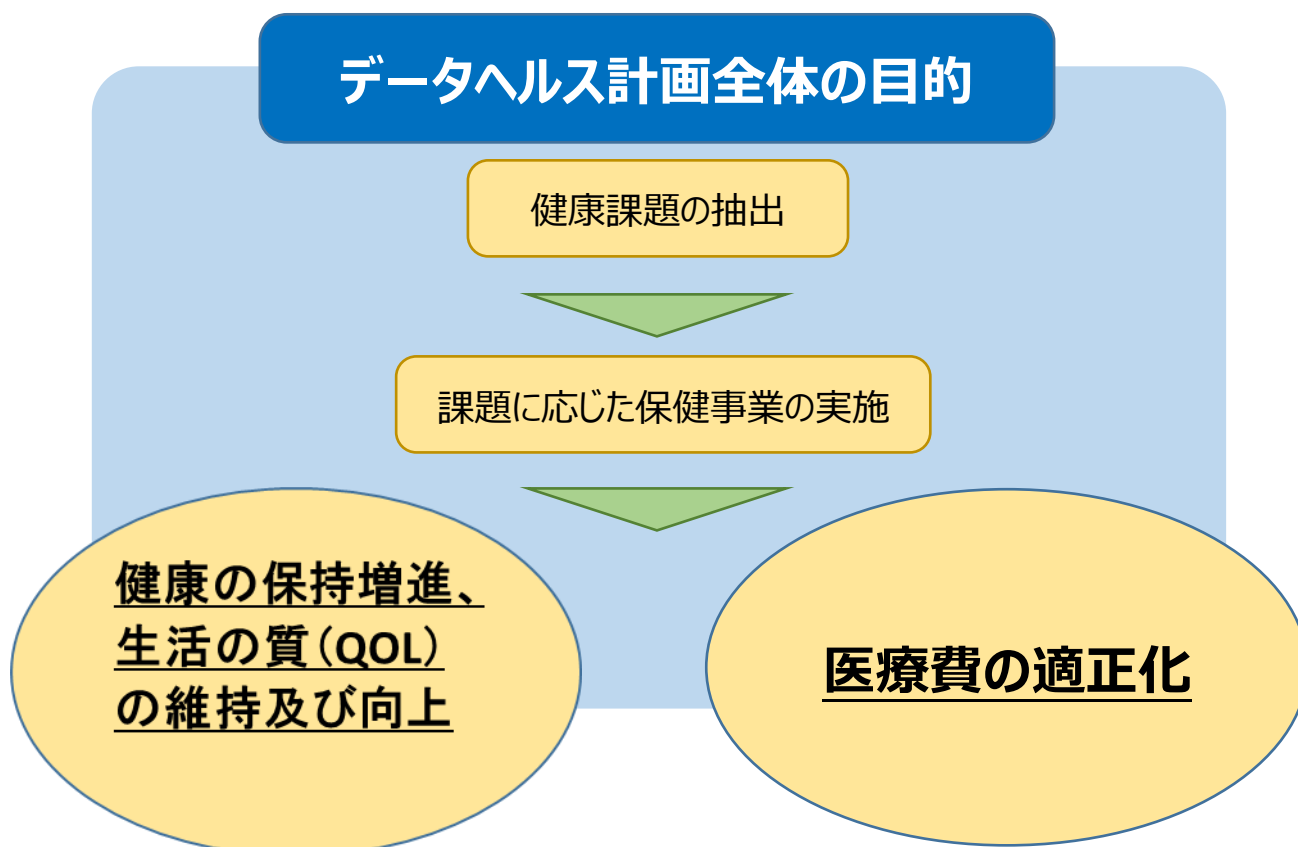 データヘルス計画全体の目的
健康課題の抽出
課題に応じた保健事業の実施
健康の保持増進、
生活の質（QOL）
の維持及び向上
医療費の適正化